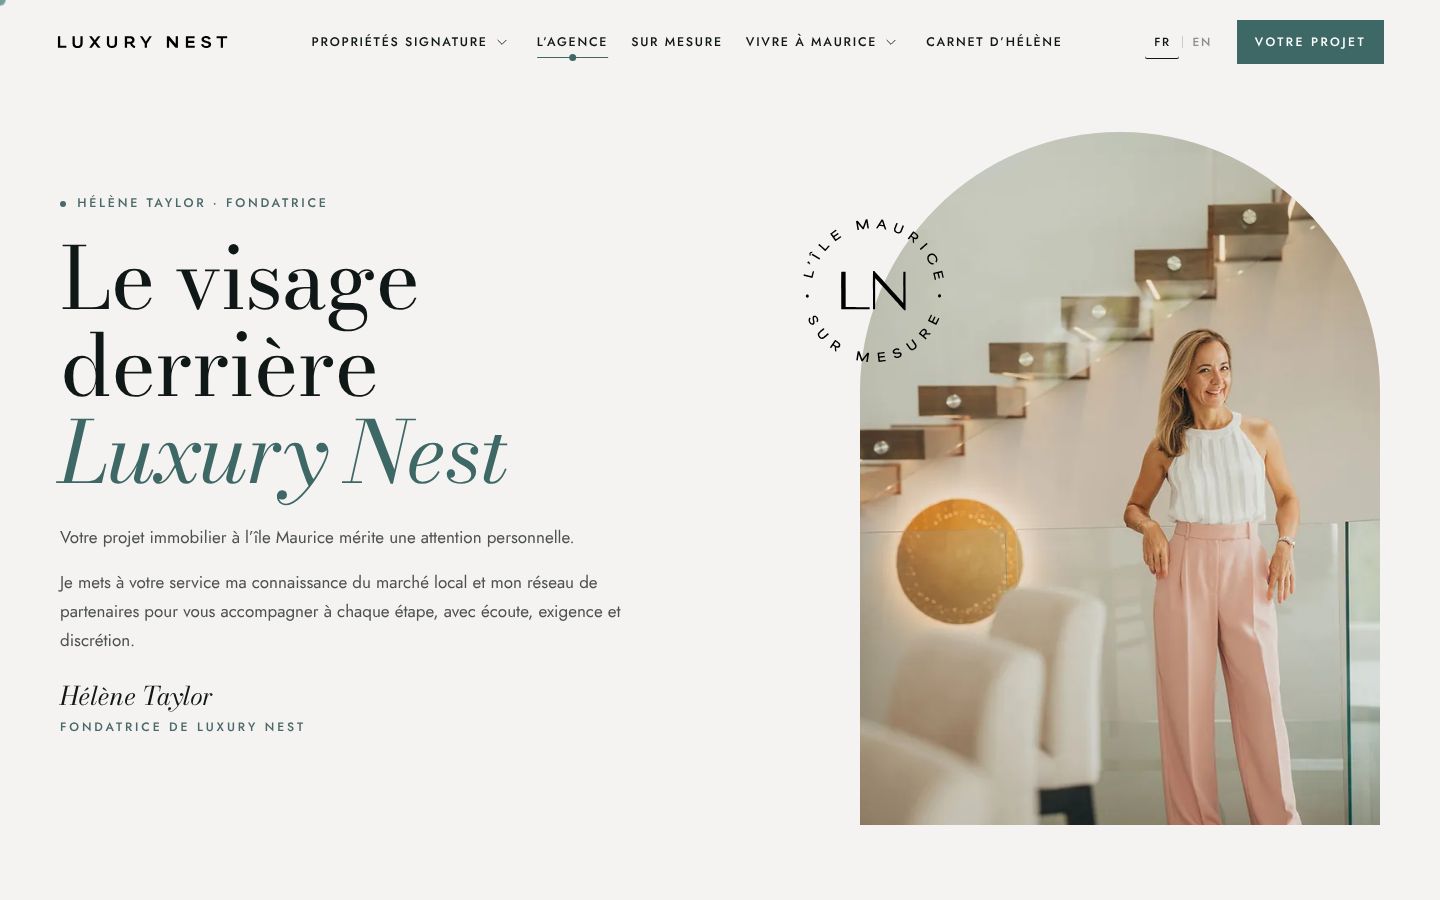 LUXURY NEST
PROPRIÉTÉS SIGNATURE
L’AGENCE
SUR MESURE
VIVRE À MAURICE
CARNET D’HÉLÈNE
FR
EN
VOTRE PROJET
HÉLÈNE TAYLOR · FONDATRICE
Le visage
derrière
Luxury Nest
Votre projet immobilier à l’île Maurice mérite une attention personnelle.
Je mets à votre service ma connaissance du marché local et mon réseau de
partenaires pour vous accompagner à chaque étape, avec écoute, exigence et
discrétion.
Hélène Taylor
FONDATRICE DE LUXURY NEST
L’ÎLE MAURICE
LN
· SUR MESURE ·